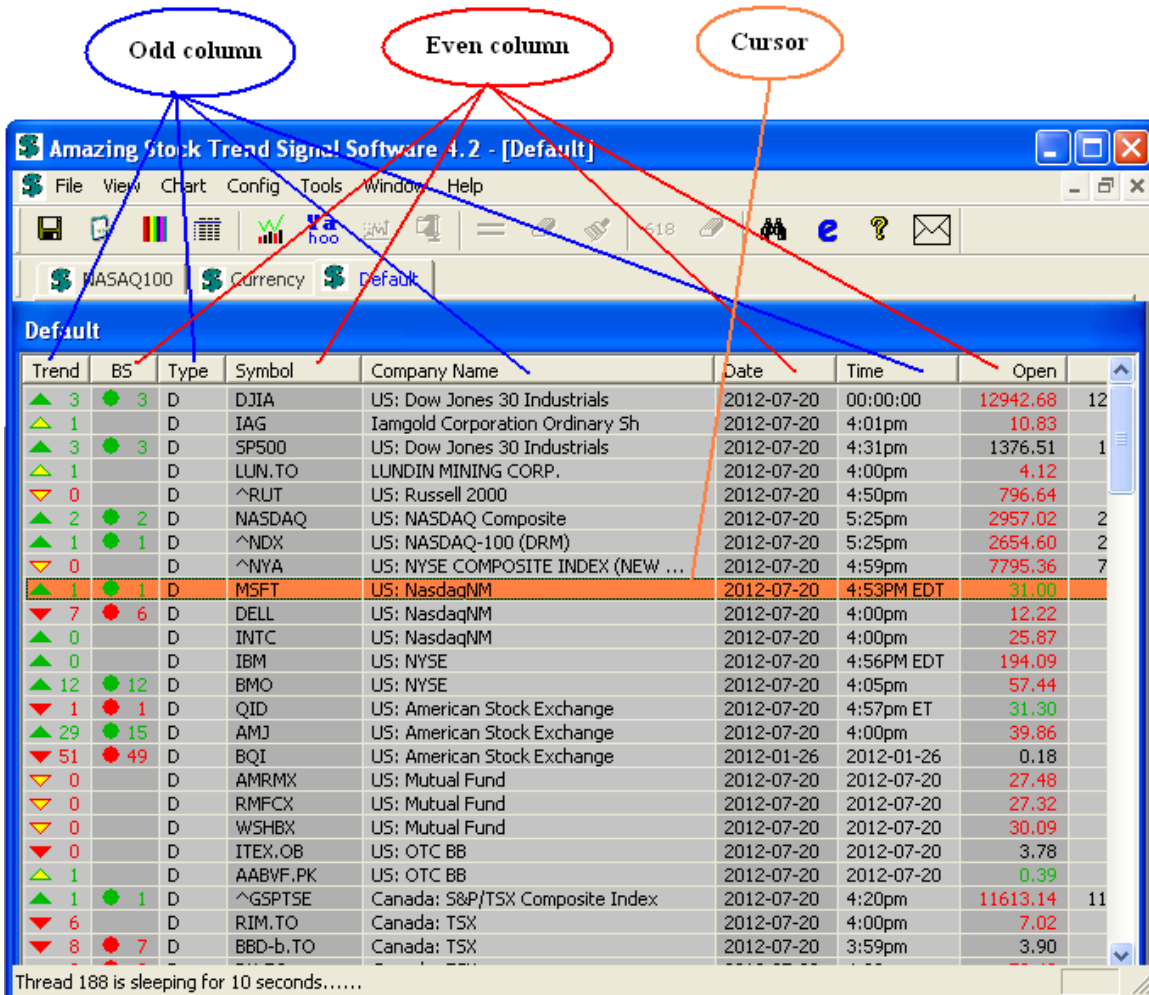 Odd column Even column Cursor
Amazing Stock Trend Signal Software 4.2 - [Default]
File View Chart Config Tools Window Help
Ya hoo 618
NASAQ100 Currency Default
Default
Trend BS Type Symbol Company Name Date Time Open
3 3 D DJIA US: Dow Jones 30 Industrials 2012-07-20 00:00:00 12942.68 12
1 D IAG Iamgold Corporation Ordinary Sh 2012-07-20 4:01pm 10.83
3 3 D SP500 US: Dow Jones 30 Industrials 2012-07-20 4:31pm 1376.51 1
1 D LUN.TO LUNDIN MINING CORP. 2012-07-20 4:00pm 4.12
0 D ^RUT US: Russell 2000 2012-07-20 4:50pm 796.64
2 2 D NASDAQ US: NASDAQ Composite 2012-07-20 5:25pm 2957.02 2
1 1 D ^NDX US: NASDAQ-100 (DRM) 2012-07-20 5:25pm 2654.60 2
0 D ^NYA US: NYSE COMPOSITE INDEX (NEW ... 2012-07-20 4:59pm 7795.36 7
1 1 D MSFT US: NasdaqNM 2012-07-20 4:53PM EDT 31.00
7 6 D DELL US: NasdaqNM 2012-07-20 4:00pm 12.22
0 D INTC US: NasdaqNM 2012-07-20 4:00pm 25.87
0 D IBM US: NYSE 2012-07-20 4:56PM EDT 194.09
12 12 D BMO US: NYSE 2012-07-20 4:05pm 57.44
1 1 D QID US: American Stock Exchange 2012-07-20 4:57pm ET 31.30
29 15 D AMJ US: American Stock Exchange 2012-07-20 4:00pm 39.86
51 49 D BQI US: American Stock Exchange 2012-01-26 2012-01-26 0.18
0 D AMRMX US: Mutual Fund 2012-07-20 2012-07-20 27.48
0 D RMFCX US: Mutual Fund 2012-07-20 2012-07-20 27.32
0 D WSHBX US: Mutual Fund 2012-07-20 2012-07-20 30.09
0 D ITEX.OB US: OTC BB 2012-07-20 2012-07-20 3.78
1 D AABVF.PK US: OTC BB 2012-07-20 2012-07-20 0.39
1 1 D ^GSPTSE Canada: S&P/TSX Composite Index 2012-07-20 4:20pm 11613.14 11
6 D RIM.TO Canada: TSX 2012-07-20 4:00pm 7.02
8 7 D BBD-b.TO Canada: TSX 2012-07-20 3:59pm 3.90
Thread 188 is sleeping for 10 seconds......